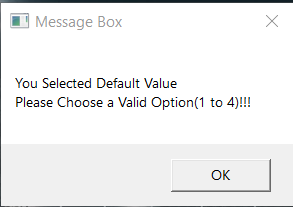 Message Box
You Selected Default Value
Please Choose a Valid Option(1 to 4)!!!
OK